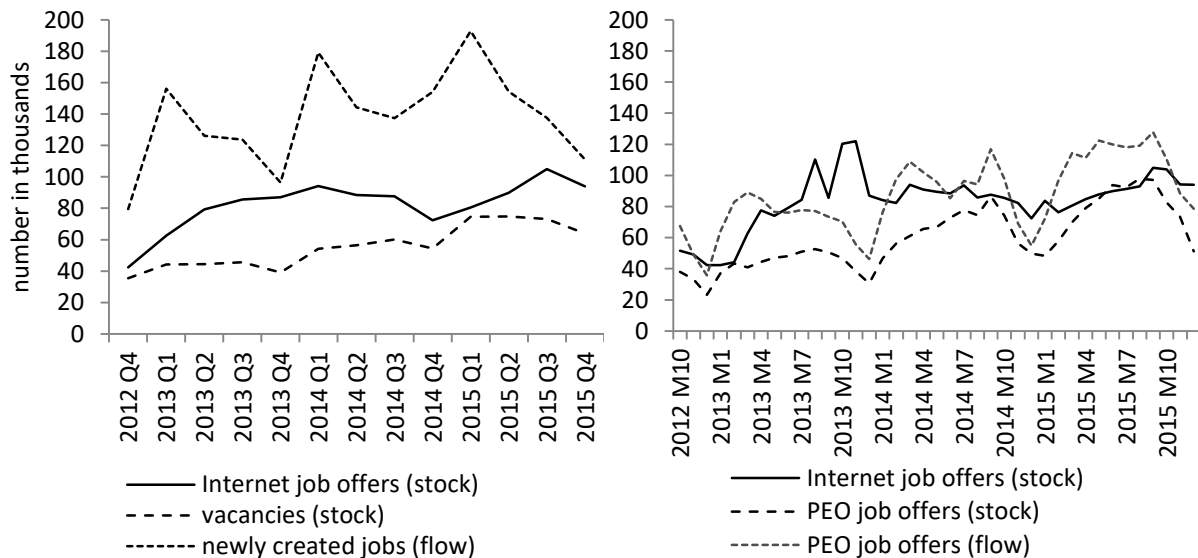 number in thousands
200
180
160
140
120
100
80
60
40
20
0
2012 Q4
2013 Q1
2013 Q2
2013 Q3
2013 Q4
2014 Q1
2014 Q2
2014 Q3
2014 Q4
2015 Q1
2015 Q2
2015 Q3
2015 Q4
Internet job offers (stock)
vacancies (stock)
newly created jobs (flow)
200
180
160
140
120
100
80
60
40
20
0
2012 M10
2013 M1
2013 M4
2013 M7
2013 M10
2014 M1
2014 M4
2014 M7
2014 M10
2015 M1
2015 M4
2015 M7
2015 M10
Internet job offers (stock)
PEO job offers (stock)
PEO job offers (flow)